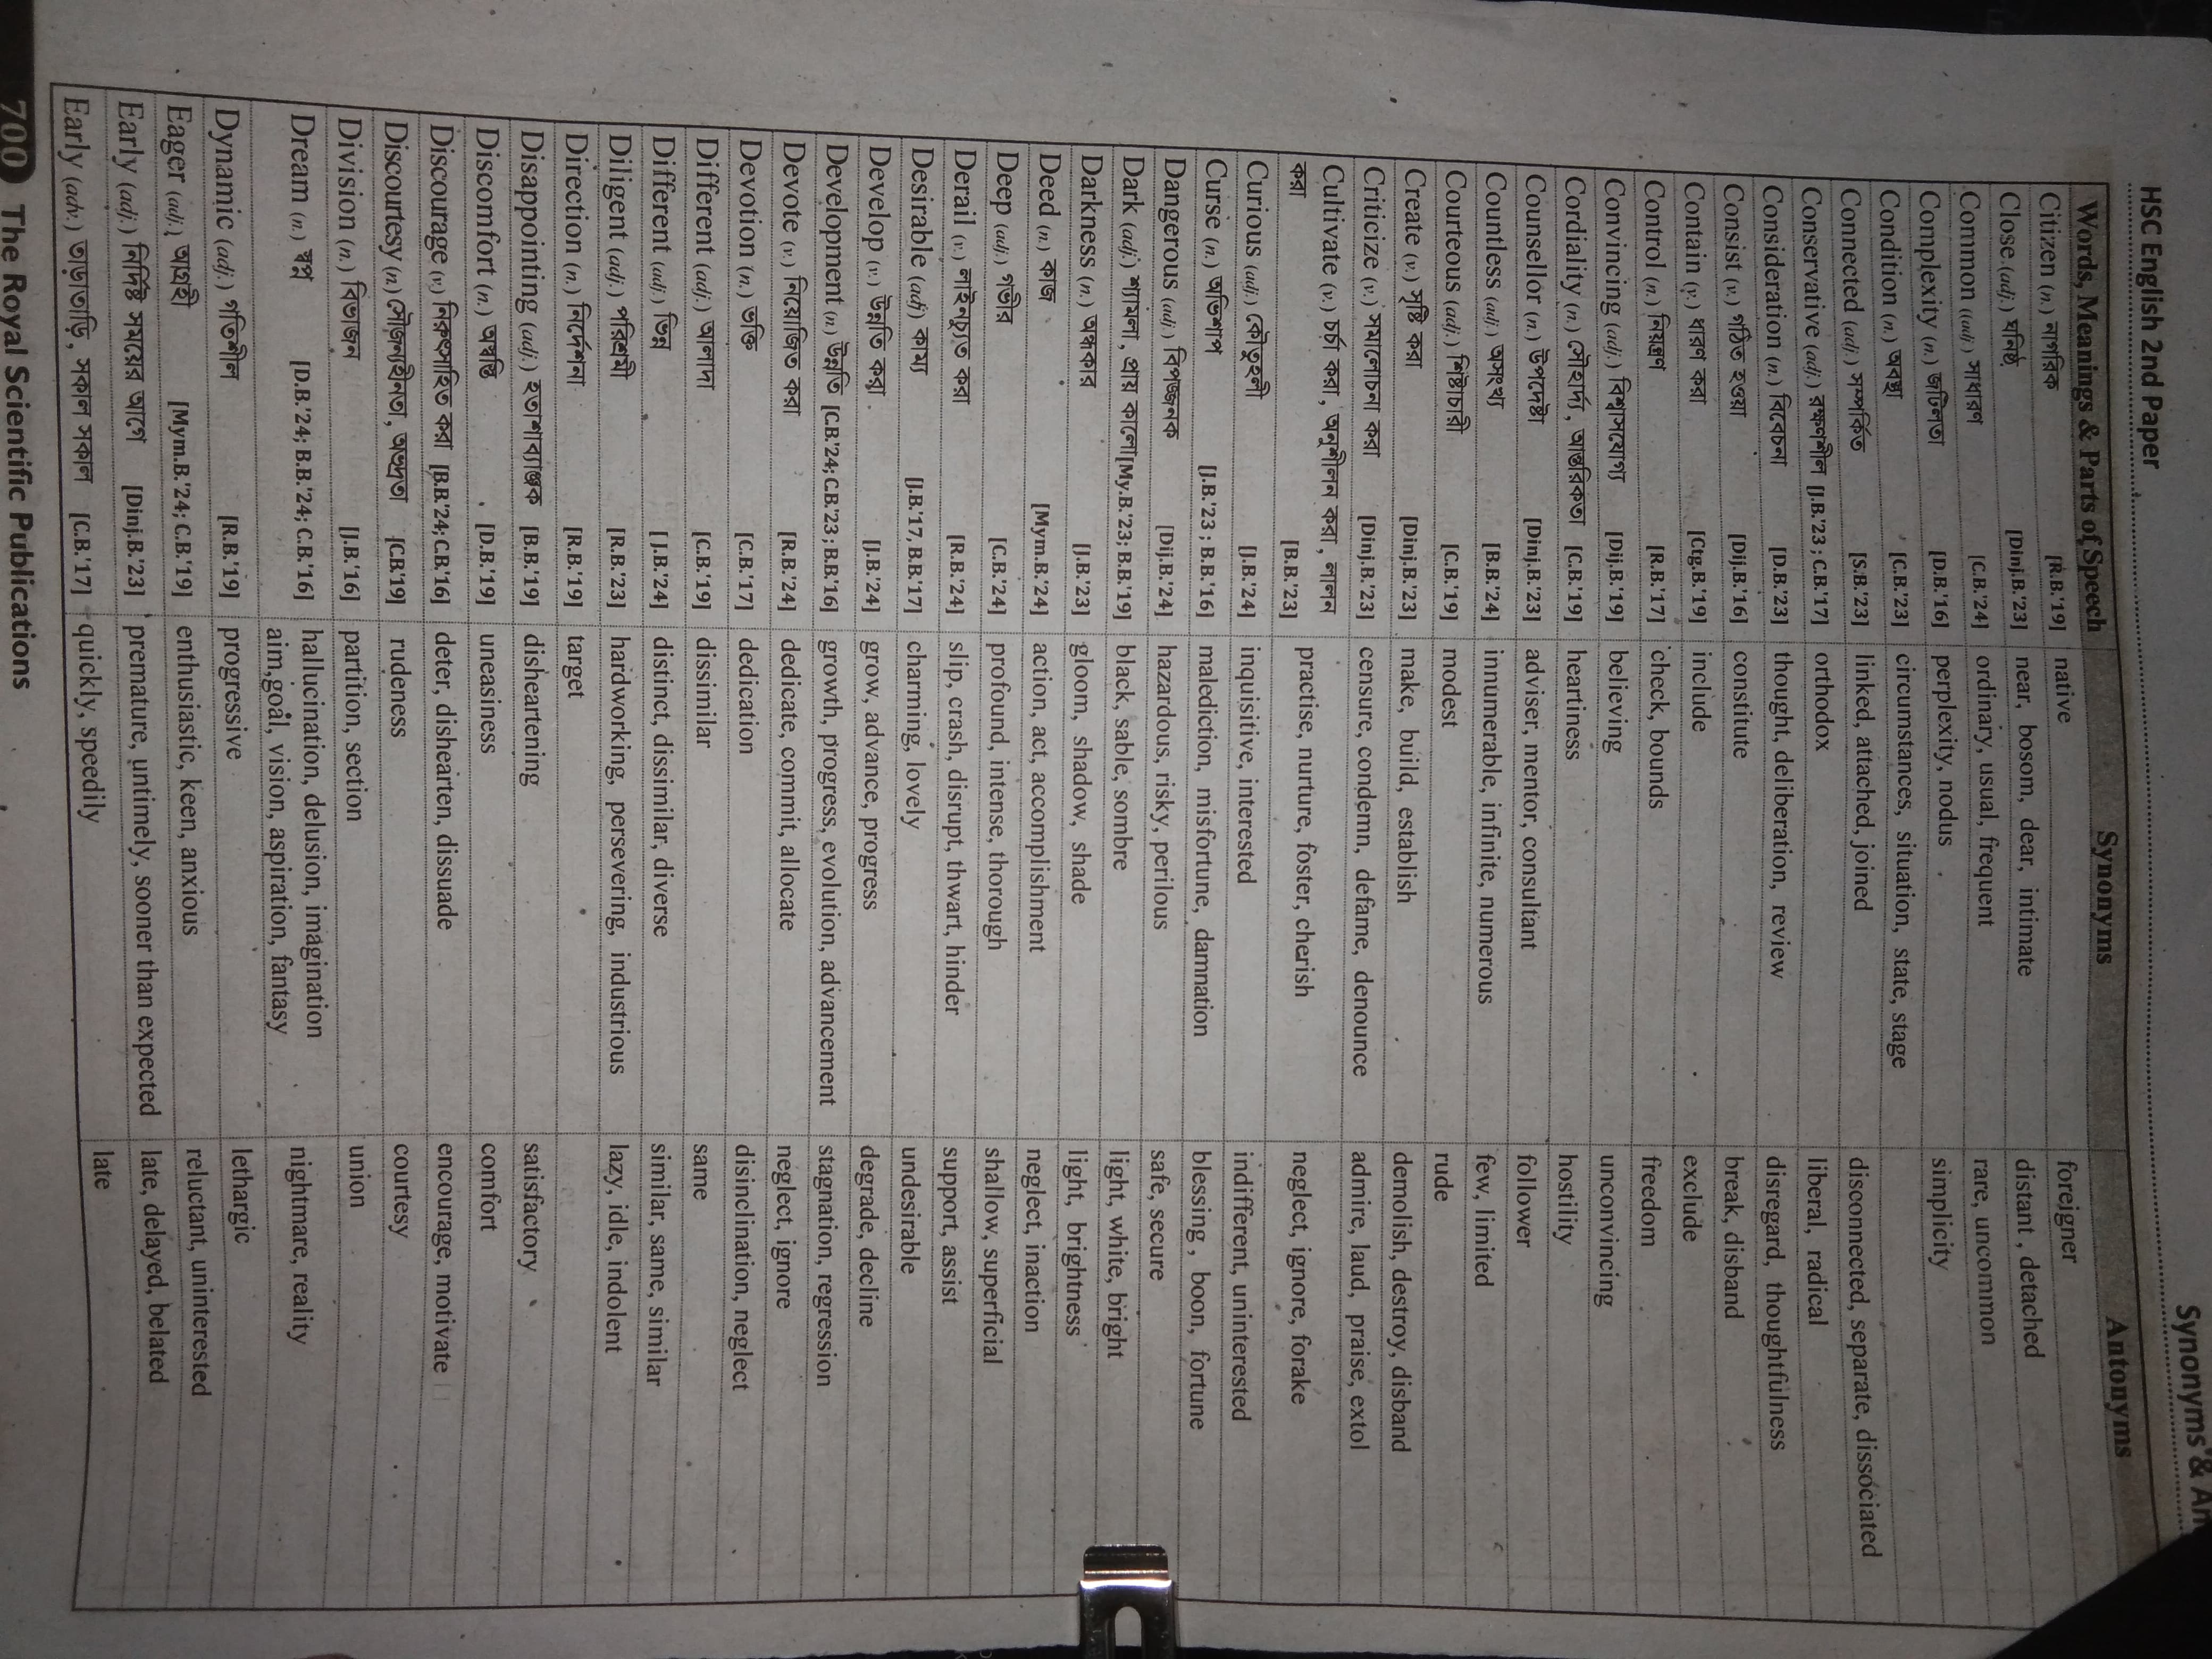 HSC English 2nd Paper
Synonyms & An
Words, Meanings & Parts of Speech Synonyms Antonyms
Citizen (n.) নাগরিক [R.B.'19] native foreigner
Close (adj.) ঘনিষ্ঠ [Dinj.B.'23] near, bosom, dear, intimate distant , detached
Common ((adj.) সাধারণ [C.B.'24] ordinary, usual, frequent rare, uncommon
Complexity (n.) জটিলতা [D.B.'16] perplexity, nodus simplicity
Condition (n.) অবস্থা [C.B.'23] circumstances, situation, state, stage
Connected (adj.) সম্পর্কিত [S.B.'23] linked, attached, joined disconnected, separate, dissociated
Conservative (adj.) রক্ষণশীল [J.B.'23 ; C.B.'17] orthodox liberal, radical
Consideration (n.) বিবেচনা [D.B.'23] thought, deliberation, review disregard, thoughtfulness
Consist (v.) গঠিত হওয়া [Dij.B.'16] constitute break, disband
Contain (v.) ধারণ করা [Ctg.B.'19] include exclude
Control (n.) নিয়ন্ত্রণ [R.B.'17] check, bounds freedom
Convincing (adj.) বিশ্বাসযোগ্য [Dij.B.'19] believing unconvincing
Cordiality (n.) সৌহার্দ্য, আন্তরিকতা [C.B.'19] heartiness hostility
Counsellor (n.) উপদেষ্টা [Dinj.B.'23] adviser, mentor, consultant follower
Countless (adj.) অসংখ্য [B.B.'24] innumerable, infinite, numerous few, limited
Courteous (adj.) শিষ্টাচারী [C.B.'19] modest rude
Create (v.) সৃষ্টি করা [Dinj.B.'23] make, build, establish demolish, destroy, disband
Criticize (v.) সমালোচনা করা [Dinj.B.'23] censure, condemn, defame, denounce admire, laud, praise, extol
Cultivate (v.) চর্চা করা, অনুশীলন করা, লালন
করা [B.B.'23] practise, nurture, foster, cherish neglect, ignore, forake
Curious (adj.) কৌতুহলী [J.B.'24] inquisitive, interested indifferent, uninterested
Curse (n.) অভিশাপ [J.B.'23 ; B.B.'16] malediction, misfortune, damnation blessing , boon, fortune
Dangerous (adj.) বিপজ্জনক [Dij.B.'24] hazardous, risky, perilous safe, secure
Dark (adj.) শ্যামলা, প্রায় কালো[My.B.'23; B.B.'19] black, sable, sombre light, white, bright
Darkness (n.) অন্ধকার [J.B.'23] gloom, shadow, shade light, brightness
Deed (n.) কাজ [Mym.B.'24] action, act, accomplishment neglect, inaction
Deep (adj.) গভীর [C.B.'24] profound, intense, thorough shallow, superficial
Derail (v.) লাইনচ্যুত করা [R.B.'24] slip, crash, disrupt, thwart, hinder support, assist
Desirable (adj) কাম্য [J.B.'17, B.B.'17] charming, lovely undesirable
Develop (v.) উন্নতি করা [J.B.'24] grow, advance, progress degrade, decline
Development (n) উন্নতি [C.B.'24; C.B.'23 ; B.B.'16] growth, progress, evolution, advancement stagnation, regression
Devote (v.) নিয়োজিত করা [R.B.'24] dedicate, commit, allocate neglect, ignore
Devotion (n.) ভক্তি [C.B.'17] dedication disinclination, neglect
Different (adj.) আলাদা [C.B.'19] dissimilar same
Different (adj.) ভিন্ন [ J.B.'24] distinct, dissimilar, diverse similar, same, similar
Diligent (adj.) পরিশ্রমী [R.B.'23] hardworking, persevering, industrious lazy, idle, indolent
Direction (n.) নির্দেশনা [R.B.'19] target
Disappointing (adj.) হতাশাব্যাঞ্জক [B.B.'19] disheartening satisfactory
Discomfort (n.) অস্বস্তি [D.B.'19] uneasiness comfort
Discourage (v.) নিরুৎসাহিত করা [B.B.'24; C.B.'16] deter, dishearten, dissuade encourage, motivate
Discourtesy (n.) সৌজন্যহীনতা, অভদ্রতা [C.B.'19] rudeness courtesy
Division (n.) বিভাজন [J.B.'16] partition, section union
Dream (n.) স্বপ্ন [D.B.'24; B.B.'24; C.B.'16] hallucination, delusion, imagination
aim,goal, vision, aspiration, fantasy nightmare, reality
Dynamic (adj.) গতিশীল [R.B.'19] progressive lethargic
Eager (adj.) আগ্রহী [Mym.B.'24; C.B.'19] enthusiastic, keen, anxious reluctant, uninterested
Early (adj.) নির্দিষ্ট সময়ের আগে [Dinj.B.'23] premature, untimely, sooner than expected late, delayed, belated
Early (adv.) তাড়াতাড়ি, সকাল সকাল [C.B.'17] quickly, speedily late
700 The Royal Scientific Publications